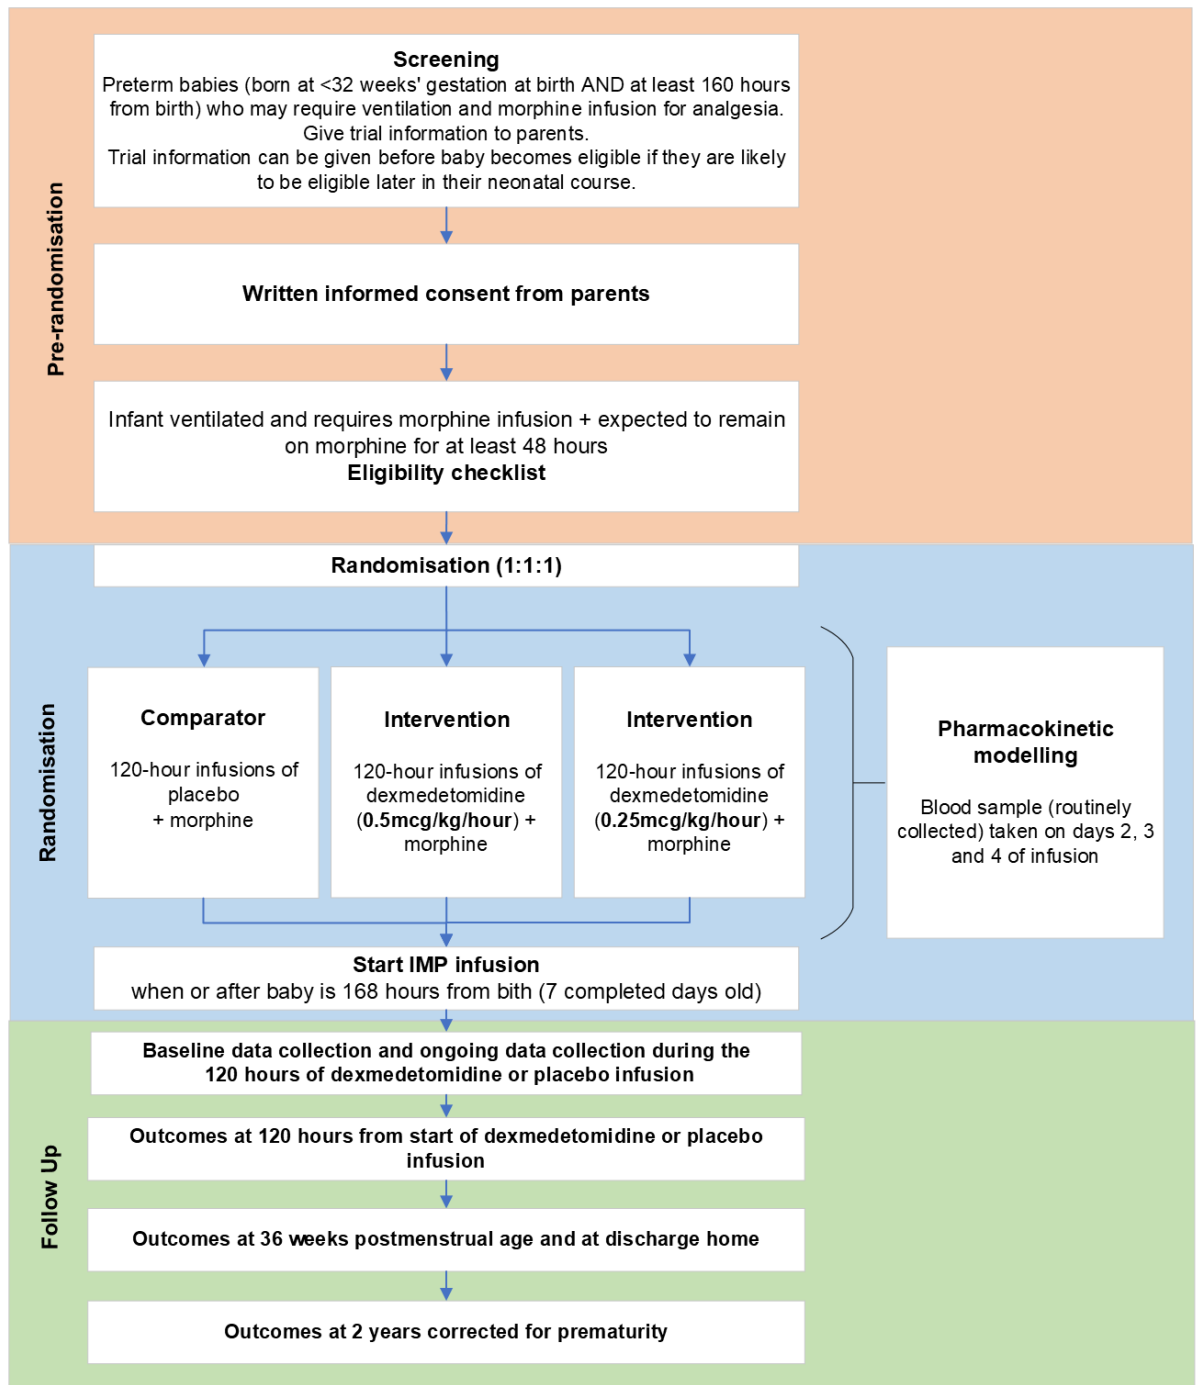 Pre-randomisation
Screening
Preterm babies (born at <32 weeks' gestation at birth AND at least 160 hours
from birth) who may require ventilation and morphine infusion for analgesia.
Give trial information to parents.
Trial information can be given before baby becomes eligible if they are likely
to be eligible later in their neonatal course.
Written informed consent from parents
Infant ventilated and requires morphine infusion + expected to remain
on morphine for at least 48 hours
Eligibility checklist
Randomisation
Randomisation (1:1:1)
Comparator
120-hour infusions of
placebo
+ morphine
Intervention
120-hour infusions of
dexmedetomidine
(0.5mcg/kg/hour) +
morphine
Intervention
120-hour infusions of
dexmedetomidine
(0.25mcg/kg/hour) +
morphine
Pharmacokinetic
modelling
Blood sample (routinely
collected) taken on days 2, 3
and 4 of infusion
Start IMP infusion
when or after baby is 168 hours from bith (7 completed days old)
Follow Up
Baseline data collection and ongoing data collection during the
120 hours of dexmedetomidine or placebo infusion
Outcomes at 120 hours from start of dexmedetomidine or placebo
infusion
Outcomes at 36 weeks postmenstrual age and at discharge home
Outcomes at 2 years corrected for prematurity